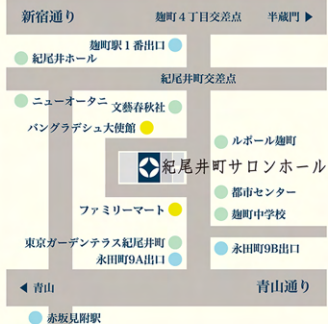 新宿通り
麹町4丁目交差点
半蔵門 ▶
麹町駅1番出口
紀尾井ホール
紀尾井町交差点
ニューオータニ
文藝春秋社
バングラデシュ大使館
ルポール麹町
紀尾井町サロンホール
都市センター
ファミリーマート
麹町中学校
東京ガーデンテラス紀尾井町
永田町9A出口
永田町9B出口
◀ 青山
青山通り
赤坂見附駅